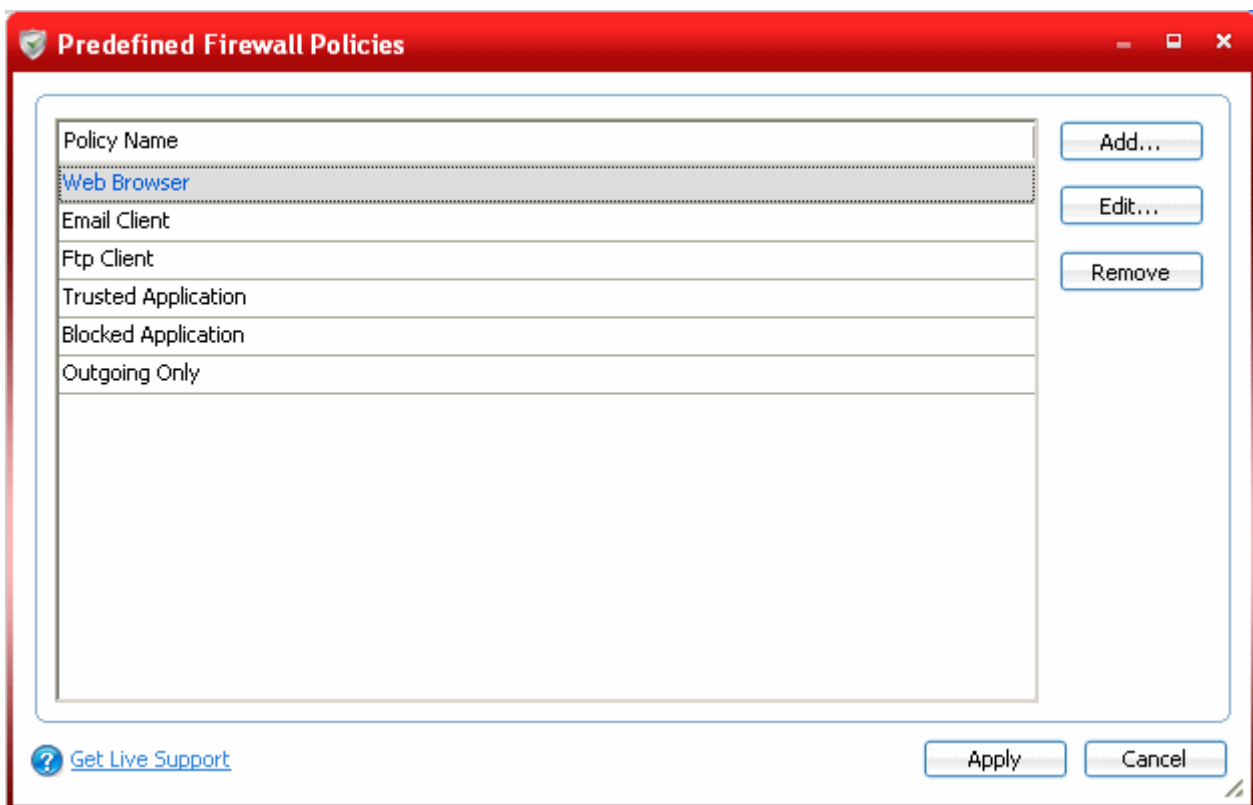 Predefined Firewall Policies
Policy Name
Web Browser
Email Client
Ftp Client
Trusted Application
Blocked Application
Outgoing Only
Add...
Edit...
Remove
? Get Live Support
Apply
Cancel